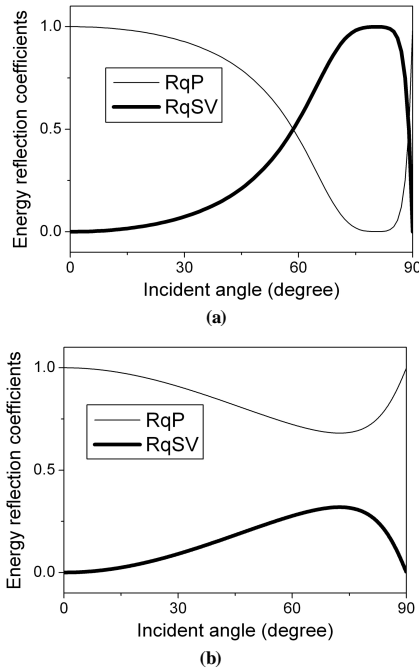 Energy reflection coefficients
1.0
0.5
0.0
RqP
RqSV
0
30
60
90
Incident angle (degree)
(a)
Energy reflection coefficients
1.0
0.5
0.0
RqP
RqSV
0
30
60
90
Incident angle (degree)
(b)